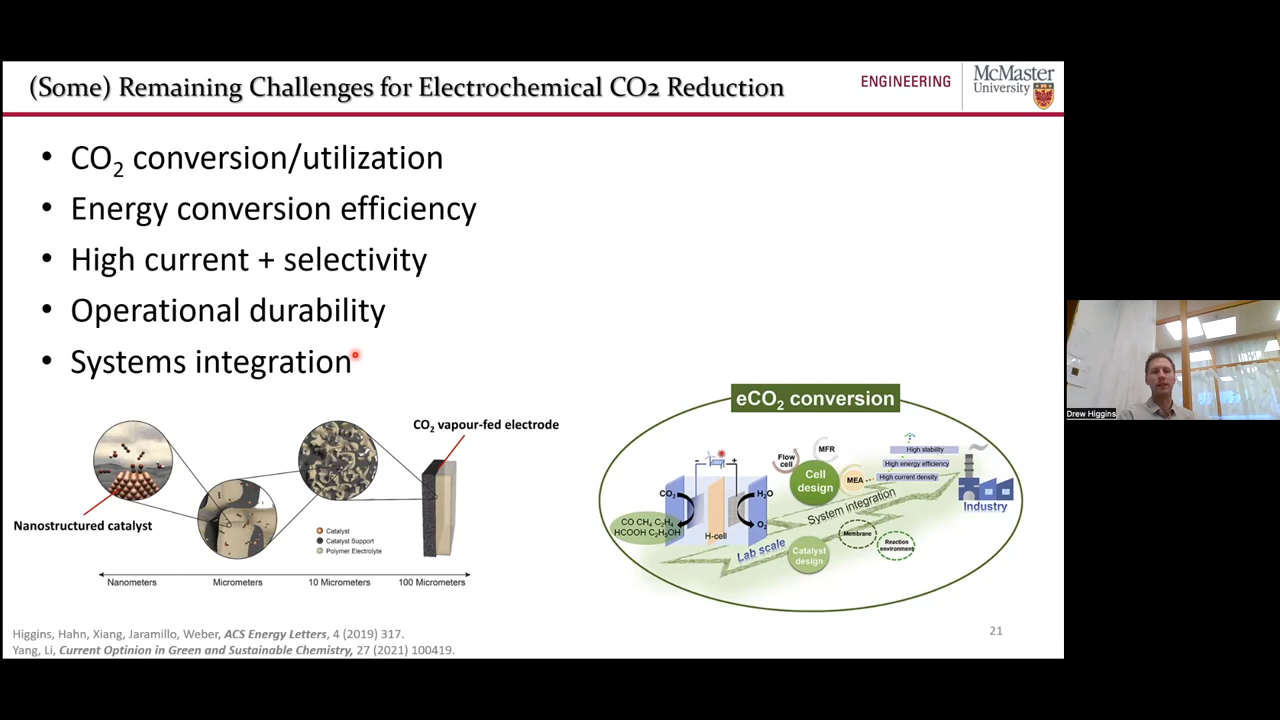 (Some) Remaining Challenges for Electrochemical CO2 Reduction
ENGINEERING
McMaster
University
• CO₂ conversion/utilization
• Energy conversion efficiency
• High current + selectivity
• Operational durability
• Systems integration
CO₂ vapour-fed electrode
Nanostructured catalyst
Catalyst
Catalyst Support
Polymer Electrolyte
Nanometers
Micrometers
10 Micrometers
100 Micrometers
eCO₂ conversion
CO₂
H₂O
O₂
CO CH₄ C₂H₄
HCOOH C₂H₅OH
H-cell
-
+
Flow
cell
MFR
Cell
design
MEA
High stability
High energy efficiency
High current density
System integration
Lab scale
Catalyst
design
Membrane
Reaction
environment
Industry
Higgins, Hahn, Xiang, Jaramillo, Weber, ACS Energy Letters, 4 (2019) 317.
Yang, Li, Current Optinion in Green and Sustainable Chemistry, 27 (2021) 100419.
21
Drew Higgins